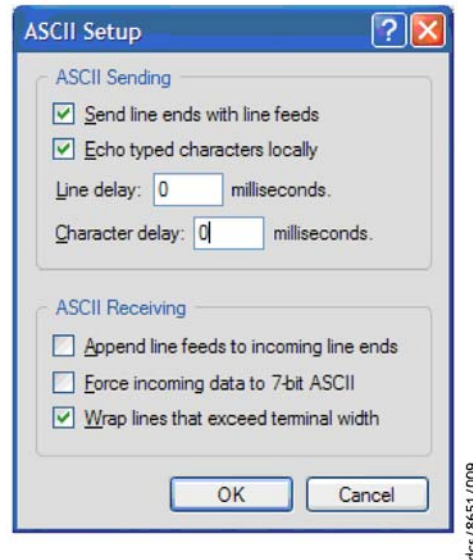 ASCII Setup
ASCII Sending
Send line ends with line feeds
Echo typed characters locally
Line delay: 0 milliseconds.
Character delay: 0 milliseconds.
ASCII Receiving
Append line feeds to incoming line ends
Force incoming data to 7-bit ASCII
Wrap lines that exceed terminal width
OK Cancel